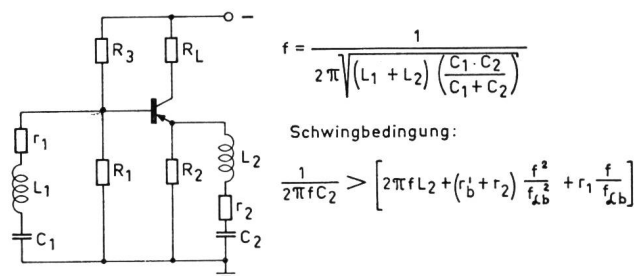 R₃
R_L
−
r₁
L₁
C₁
R₁
R₂
L₂
r₂
C₂
f = 1 / (2π√((L₁ + L₂) (C₁ · C₂ / (C₁ + C₂))))
Schwingbedingung:
1 / (2πfC₂) > [2πfL₂ + (r'b + r₂) f² / f²αb + r₁ f / fαb]